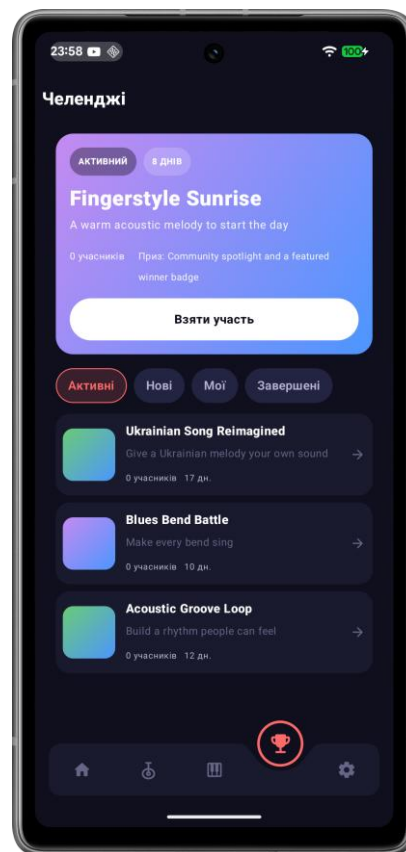 23:58
100
Челенджі
АКТИВНИЙ 8 ДНІВ
Fingerstyle Sunrise
A warm acoustic melody to start the day
0 учасників Приз: Community spotlight and a featured
winner badge
Взяти участь
Активні Нові Мої Завершені
Ukrainian Song Reimagined
Give a Ukrainian melody your own sound
0 учасників 17 дн.
Blues Bend Battle
Make every bend sing
0 учасників 10 дн.
Acoustic Groove Loop
Build a rhythm people can feel
0 учасників 12 дн.